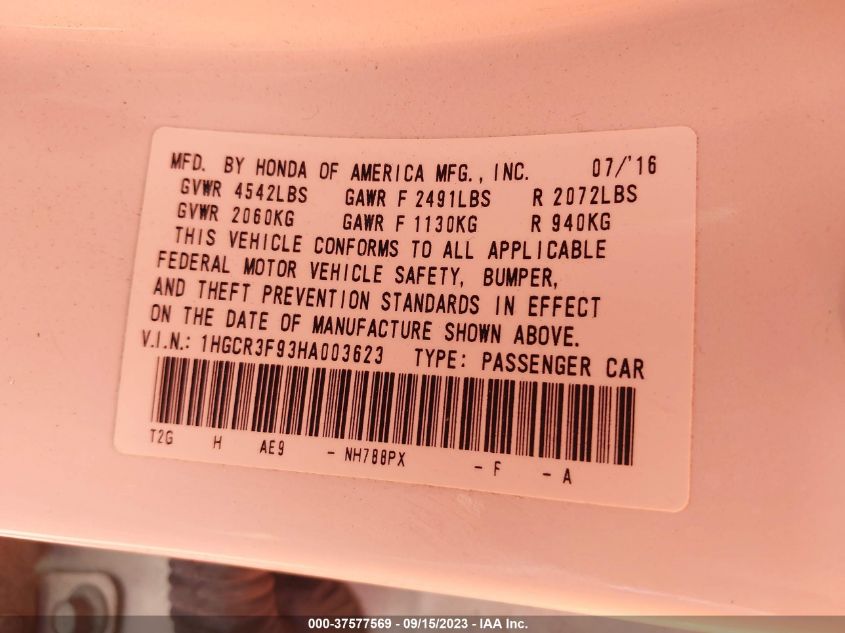 MFD. BY HONDA OF AMERICA MFG., INC. 07/'16
GVWR 4542LBS GAWR F 2491LBS R 2072LBS
GVWR 2060KG GAWR F 1130KG R 940KG
THIS VEHICLE CONFORMS TO ALL APPLICABLE
FEDERAL MOTOR VEHICLE SAFETY, BUMPER,
AND THEFT PREVENTION STANDARDS IN EFFECT
ON THE DATE OF MANUFACTURE SHOWN ABOVE.
V.I.N.: 1HGCR3F93HA003623 TYPE: PASSENGER CAR
T2G H AE9 - NH788PX - F - A
000-37577569 - 09/15/2023 - IAA Inc.